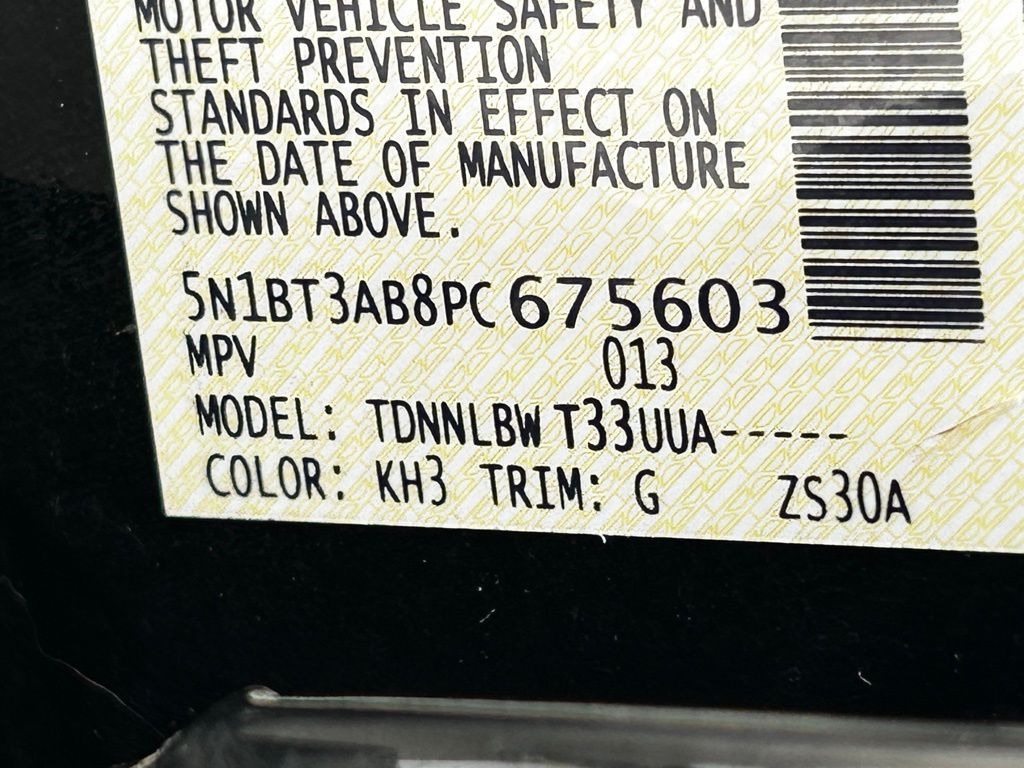 MOTOR VEHICLE SAFETY AND
THEFT PREVENTION
STANDARDS IN EFFECT ON
THE DATE OF MANUFACTURE
SHOWN ABOVE.
5N1BT3AB8PC675603
MPV 013
MODEL: TDNNLBW T33UUA-----
COLOR: KH3 TRIM: G ZS30A